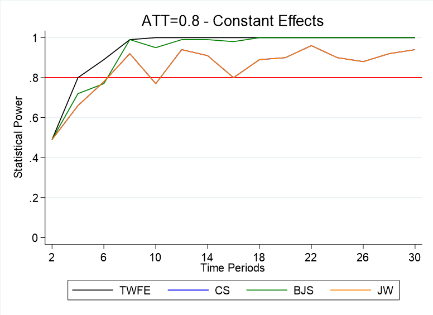 ATT=0.8 - Constant Effects
Statistical Power
1
.8
.6
.4
.2
0
2 6 10 14 18 22 26 30
Time Periods
TWFE CS BJS JW